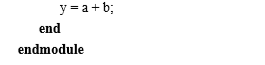 y = a + b;
end
endmodule